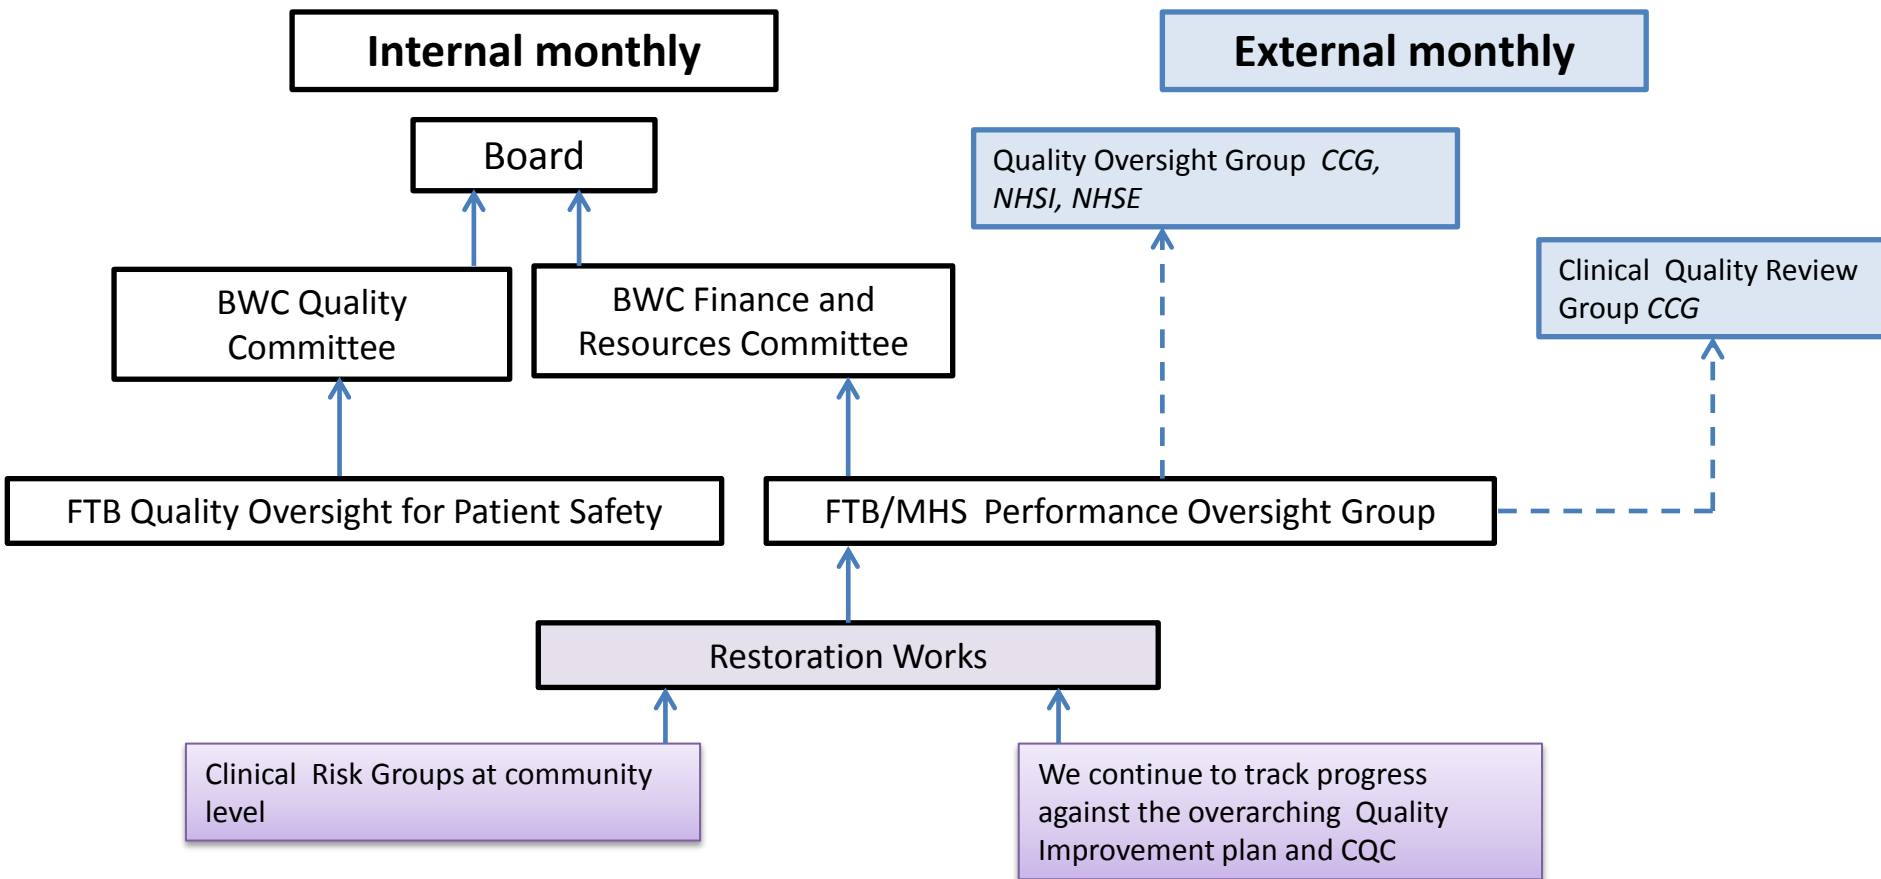 Internal monthly
External monthly
Board
Quality Oversight Group CCG,
NHSI, NHSE
Clinical Quality Review
Group CCG
BWC Quality
Committee
BWC Finance and
Resources Committee
FTB Quality Oversight for Patient Safety
FTB/MHS Performance Oversight Group
Restoration Works
Clinical Risk Groups at community
level
We continue to track progress
against the overarching Quality
Improvement plan and CQC